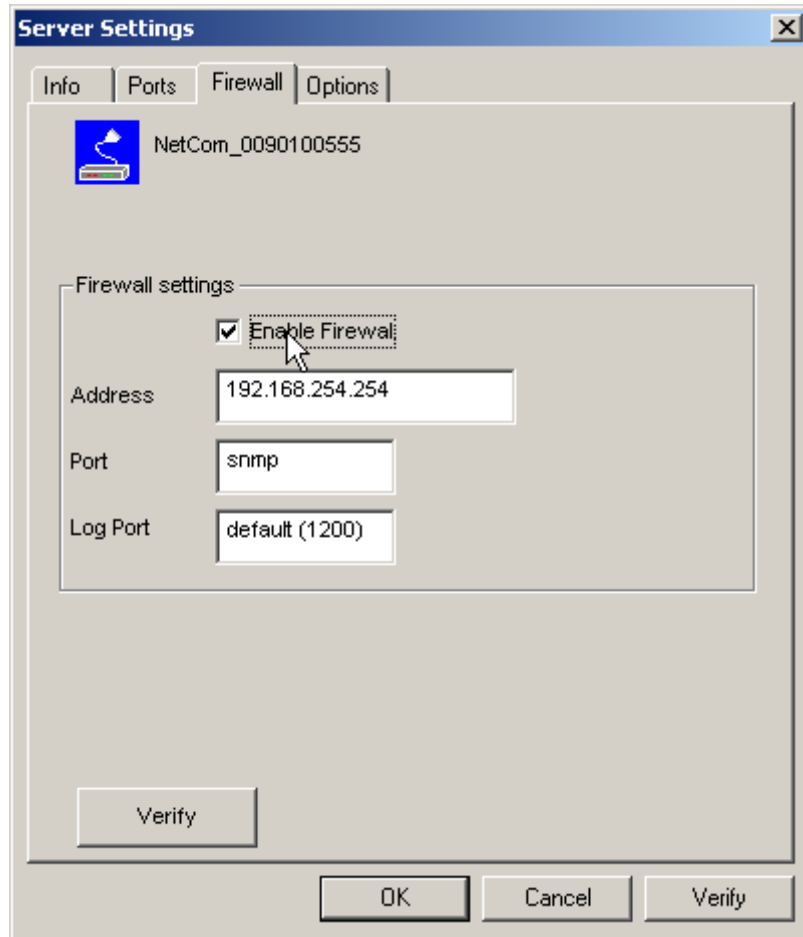 Server Settings
Info Ports Firewall Options
NetCom_0090100555
Firewall settings
Enable Firewal
Address 192.168.254.254
Port snmp
Log Port default (1200)
Verify
OK Cancel Verify